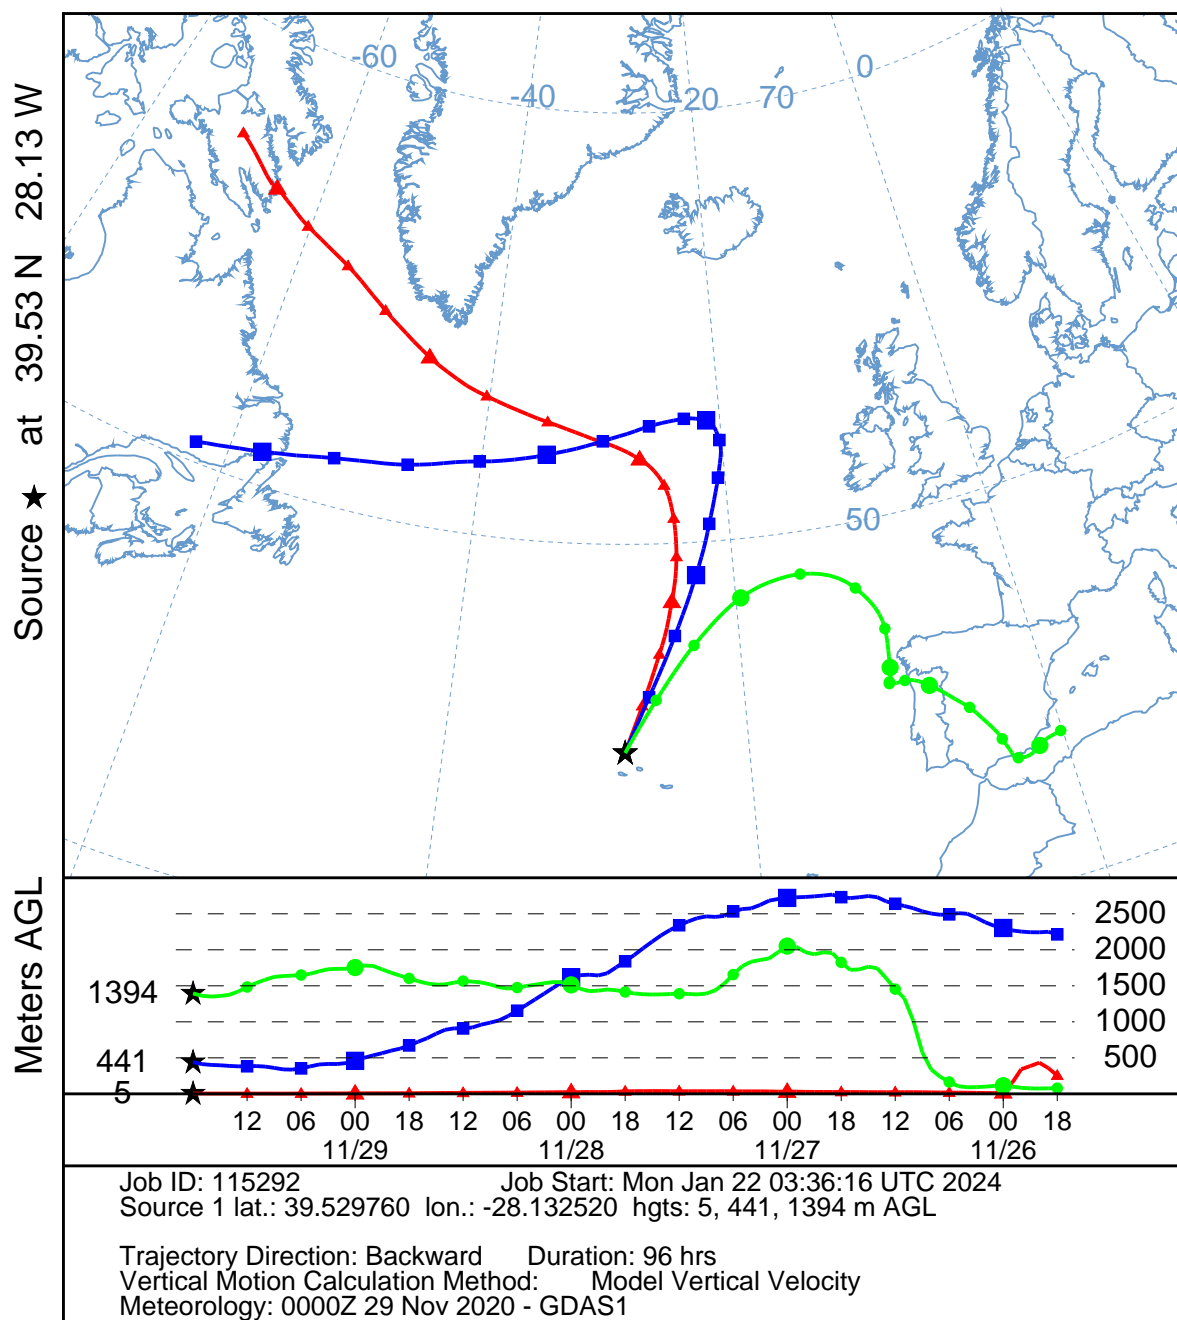 Source ★ at 39.53 N 28.13 W
-60
-40
-20
70
0
50
Meters AGL
1394
441
5
2500
2000
1500
1000
500
12 06 00 18 12 06 00 18 12 06 00 18 12 06 00 18
11/29 11/28 11/27 11/26
Job ID: 115292 Job Start: Mon Jan 22 03:36:16 UTC 2024
Source 1 lat.: 39.529760 lon.: -28.132520 hgts: 5, 441, 1394 m AGL
Trajectory Direction: Backward Duration: 96 hrs
Vertical Motion Calculation Method: Model Vertical Velocity
Meteorology: 0000Z 29 Nov 2020 - GDAS1